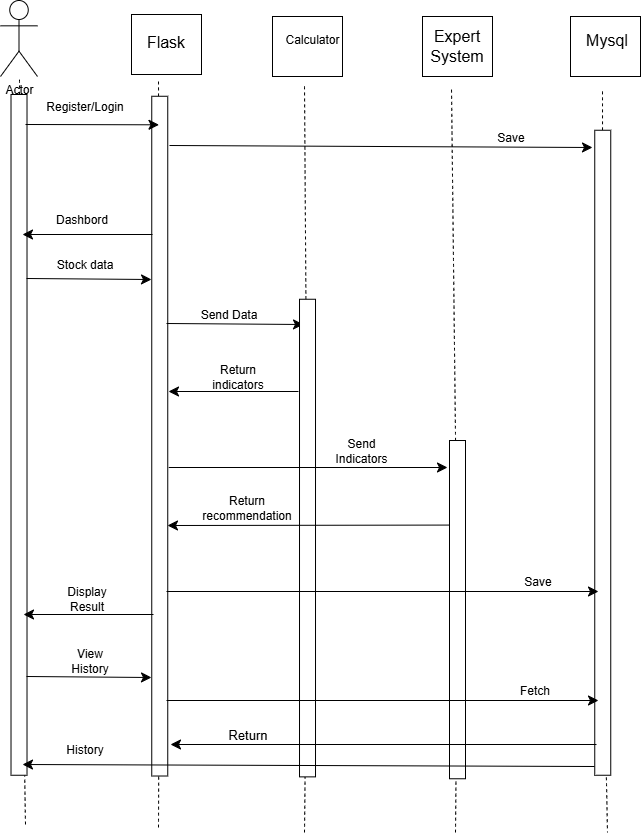 Flask
Calculator
Expert
System
Mysql
Actor
Register/Login
Save
Dashbord
Stock data
Send Data
Return
indicators
Send
Indicators
Return
recommendation
Save
Display
Result
View
History
Fetch
Return
History